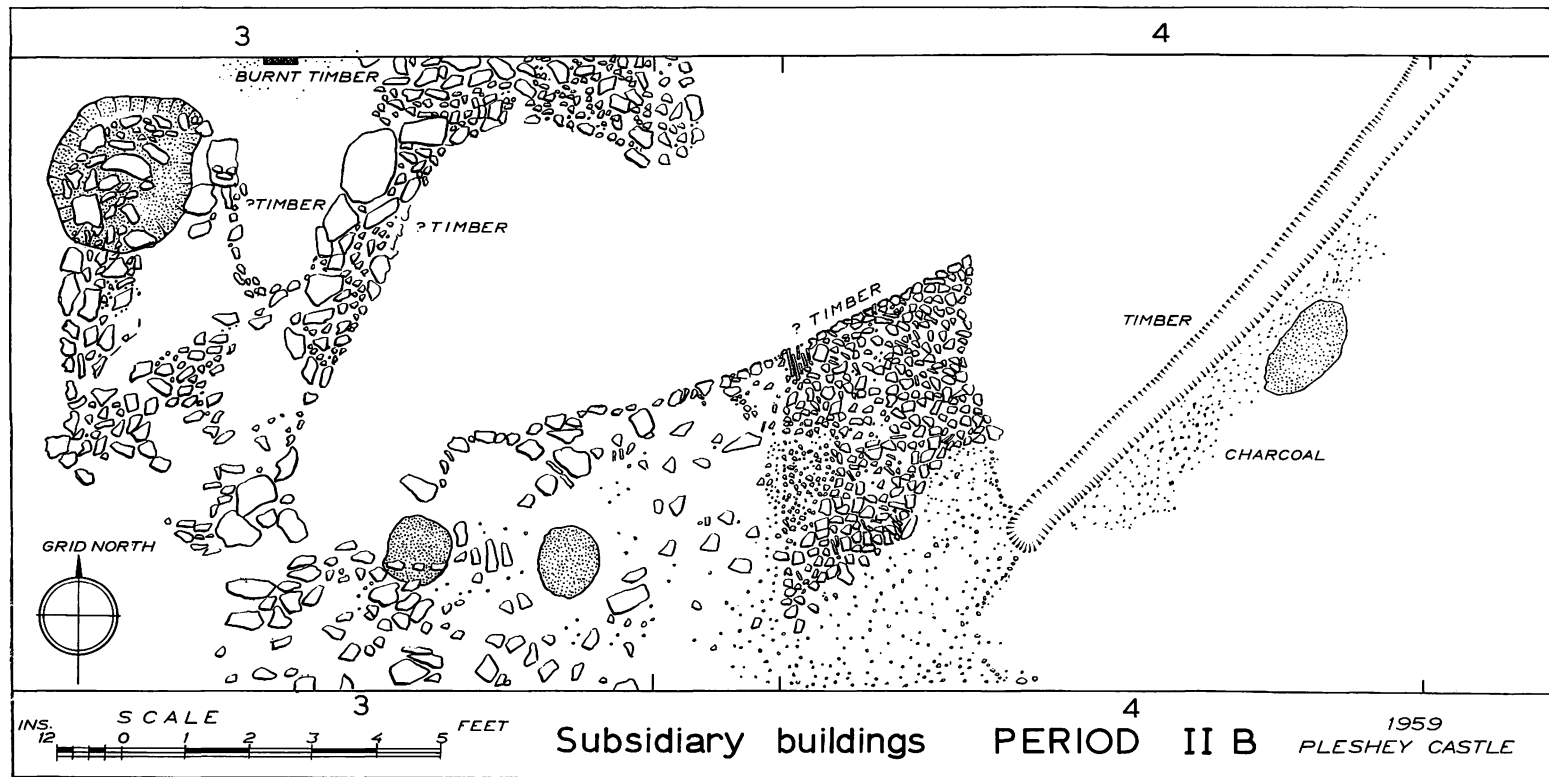 3 4
BURNT TIMBER
?TIMBER
? TIMBER
? TIMBER
TIMBER
CHARCOAL
GRID NORTH
3 4
SCALE
INS. FEET
12 0 1 2 3 4 5
Subsidiary buildings PERIOD II B
1959
PLESHEY CASTLE